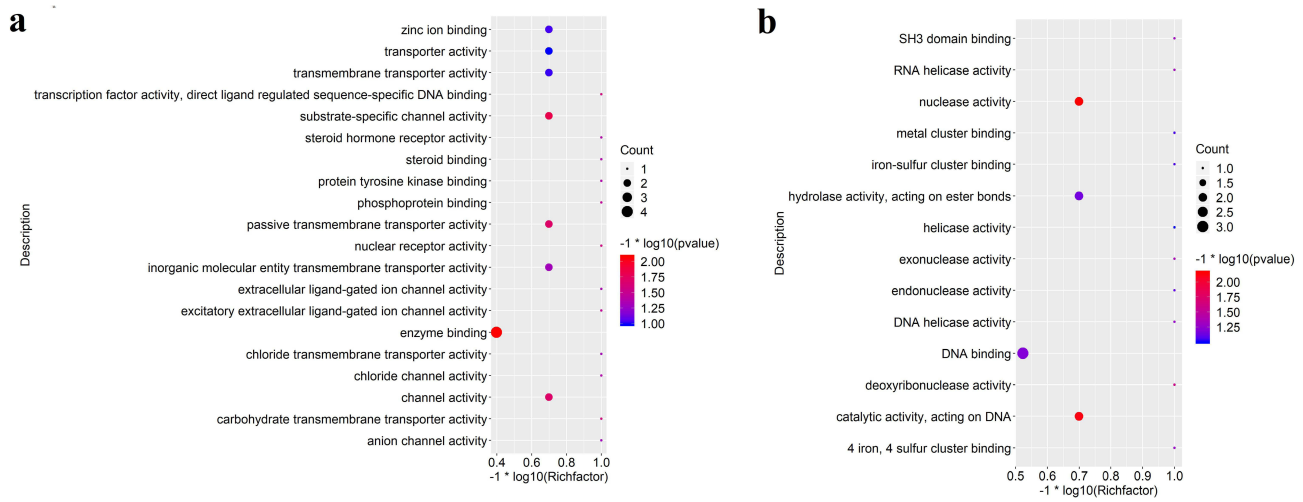 a
zinc ion binding
transporter activity
transmembrane transporter activity
transcription factor activity, direct ligand regulated sequence-specific DNA binding
substrate-specific channel activity
steroid hormone receptor activity
steroid binding
protein tyrosine kinase binding
phosphoprotein binding
passive transmembrane transporter activity
nuclear receptor activity
inorganic molecular entity transmembrane transporter activity
extracellular ligand-gated ion channel activity
excitatory extracellular ligand-gated ion channel activity
enzyme binding
chloride transmembrane transporter activity
chloride channel activity
channel activity
carbohydrate transmembrane transporter activity
anion channel activity
Description
0.4 0.6 0.8 1.0
-1 * log10(Richfactor)
Count
1
2
3
4
-1 * log10(pvalue)
2.00
1.75
1.50
1.25
1.00
b
SH3 domain binding
RNA helicase activity
nuclease activity
metal cluster binding
iron-sulfur cluster binding
hydrolase activity, acting on ester bonds
helicase activity
exonuclease activity
endonuclease activity
DNA helicase activity
DNA binding
deoxyribonuclease activity
catalytic activity, acting on DNA
4 iron, 4 sulfur cluster binding
Description
0.5 0.6 0.7 0.8 0.9 1.0
-1 * log10(Richfactor)
Count
1.0
1.5
2.0
2.5
3.0
-1 * log10(pvalue)
2.00
1.75
1.50
1.25